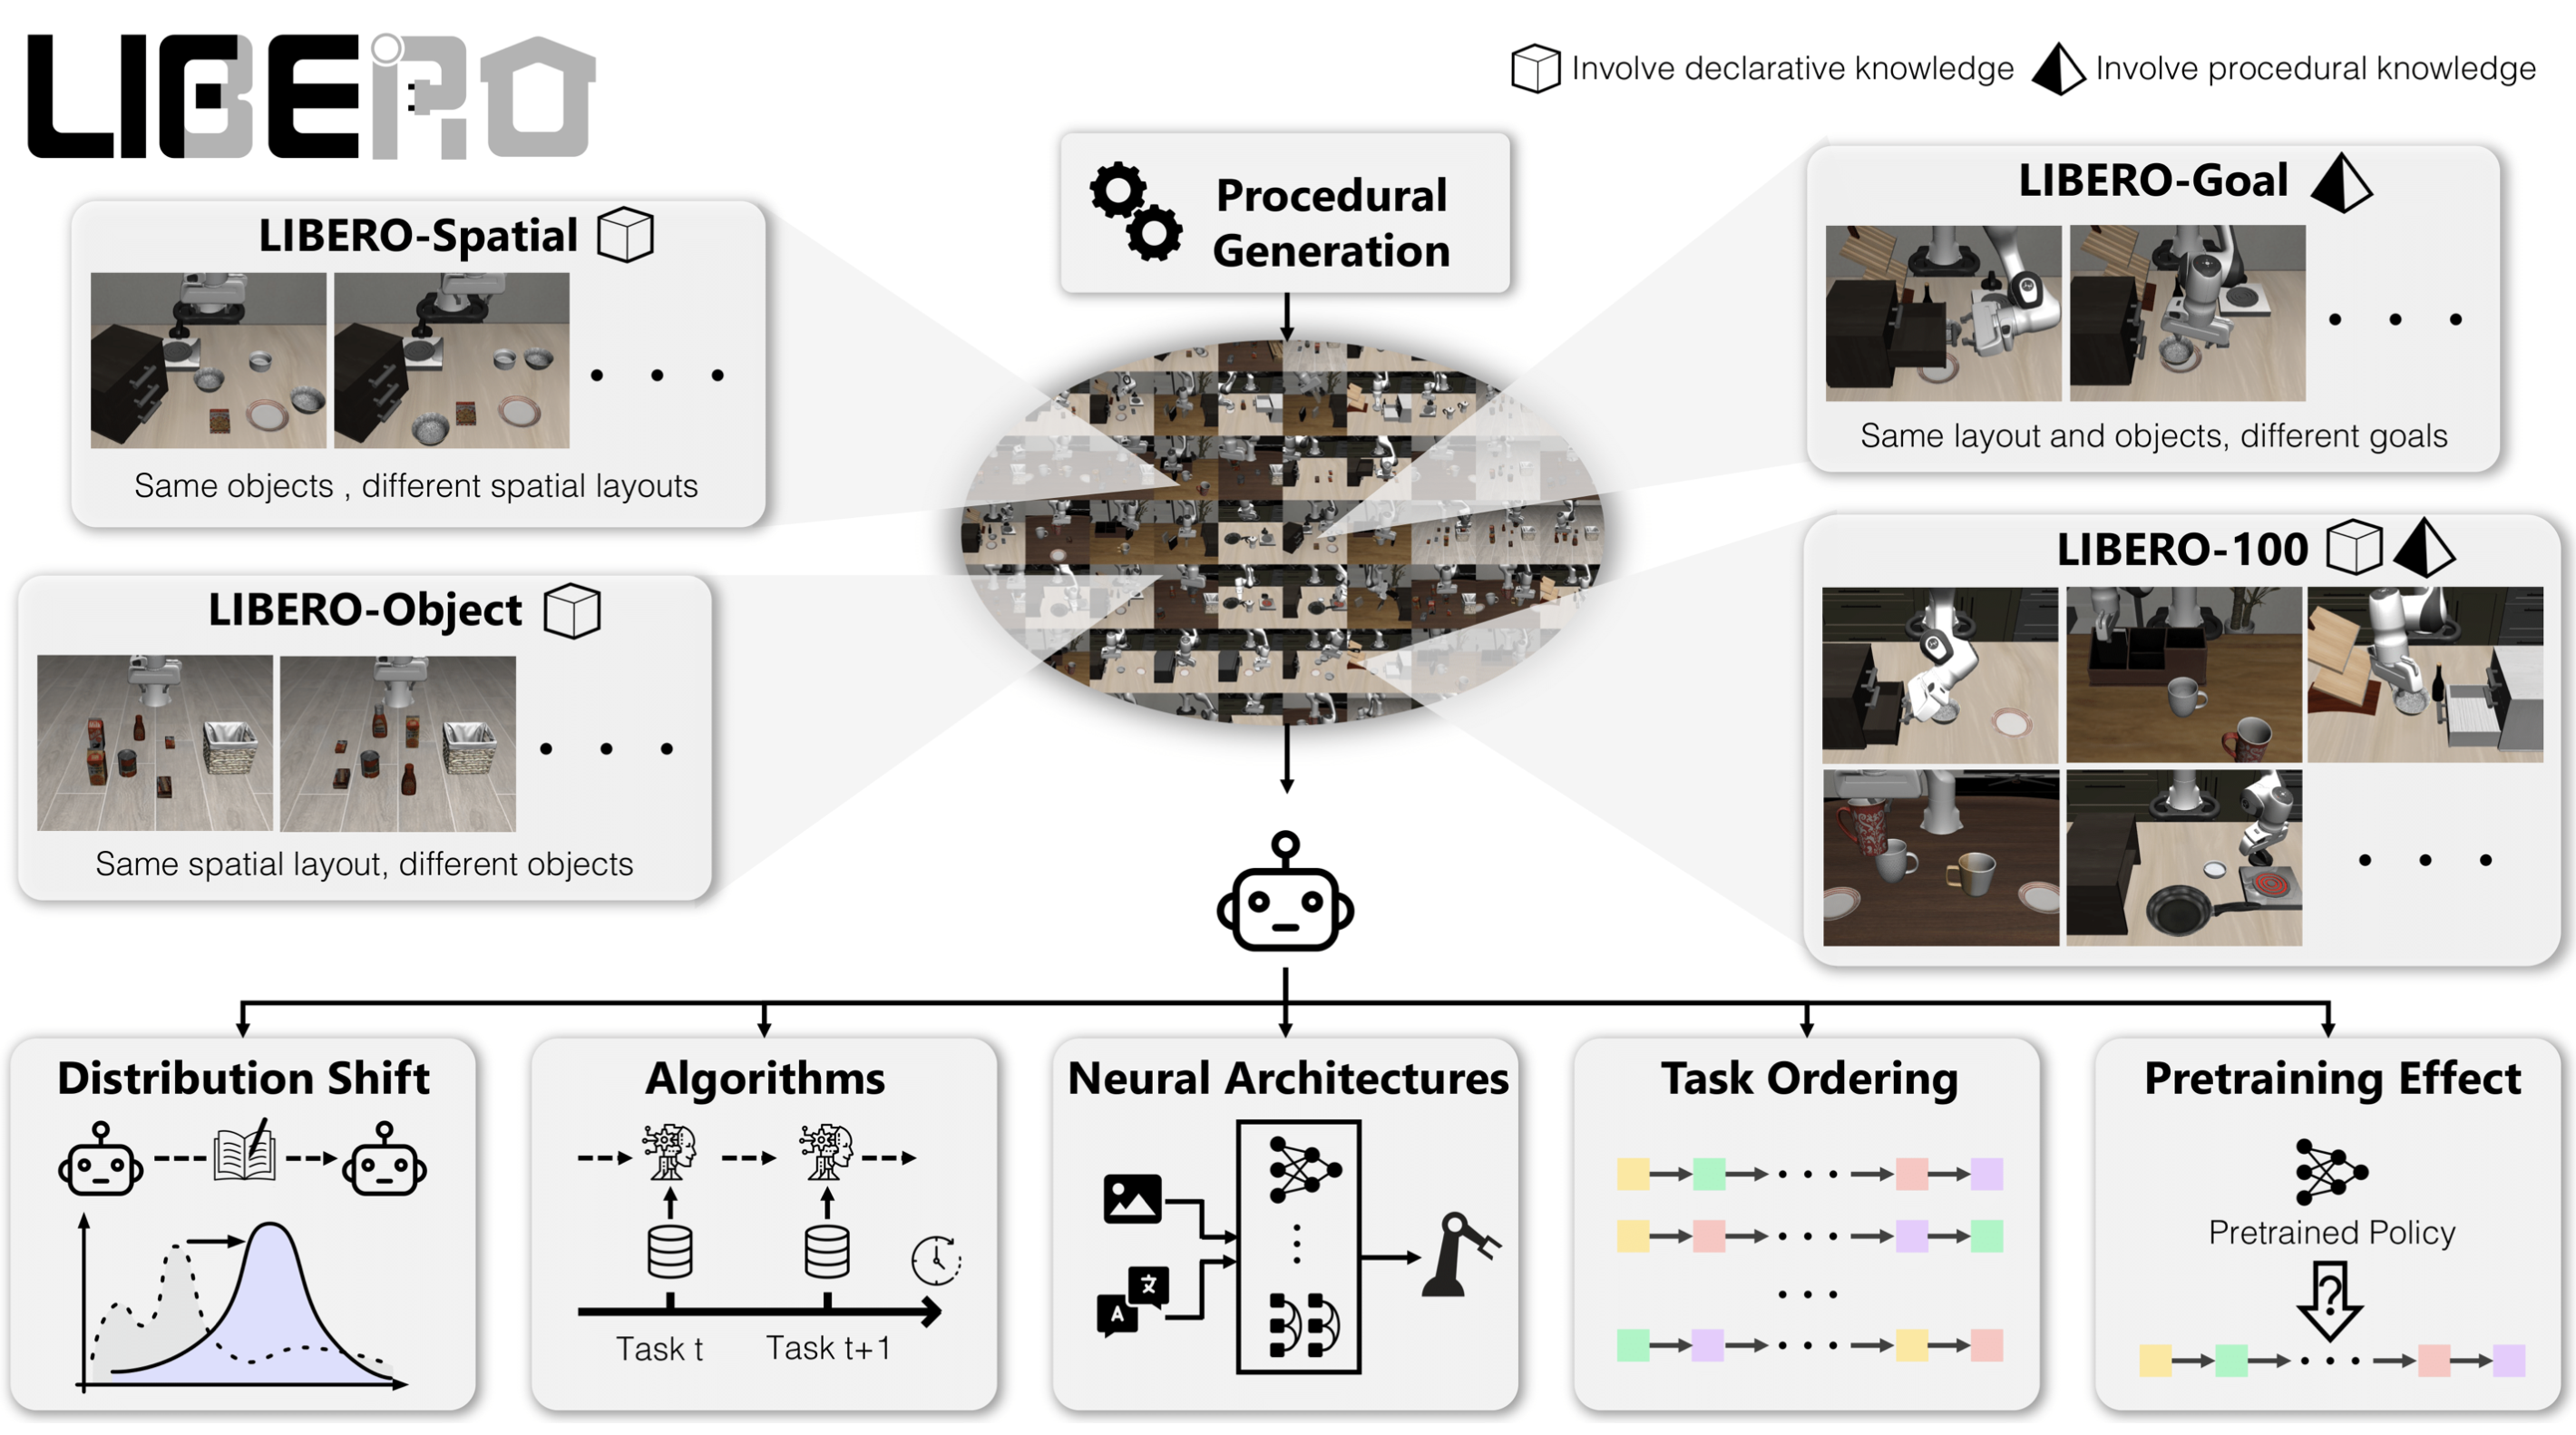 LIBERO
Involve declarative knowledge
Involve procedural knowledge
Procedural
Generation
LIBERO-Spatial
Same objects , different spatial layouts
LIBERO-Object
Same spatial layout, different objects
LIBERO-Goal
Same layout and objects, different goals
LIBERO-100
Distribution Shift
Algorithms
Task t
Task t+1
Neural Architectures
文
A
Task Ordering
Pretraining Effect
Pretrained Policy
?